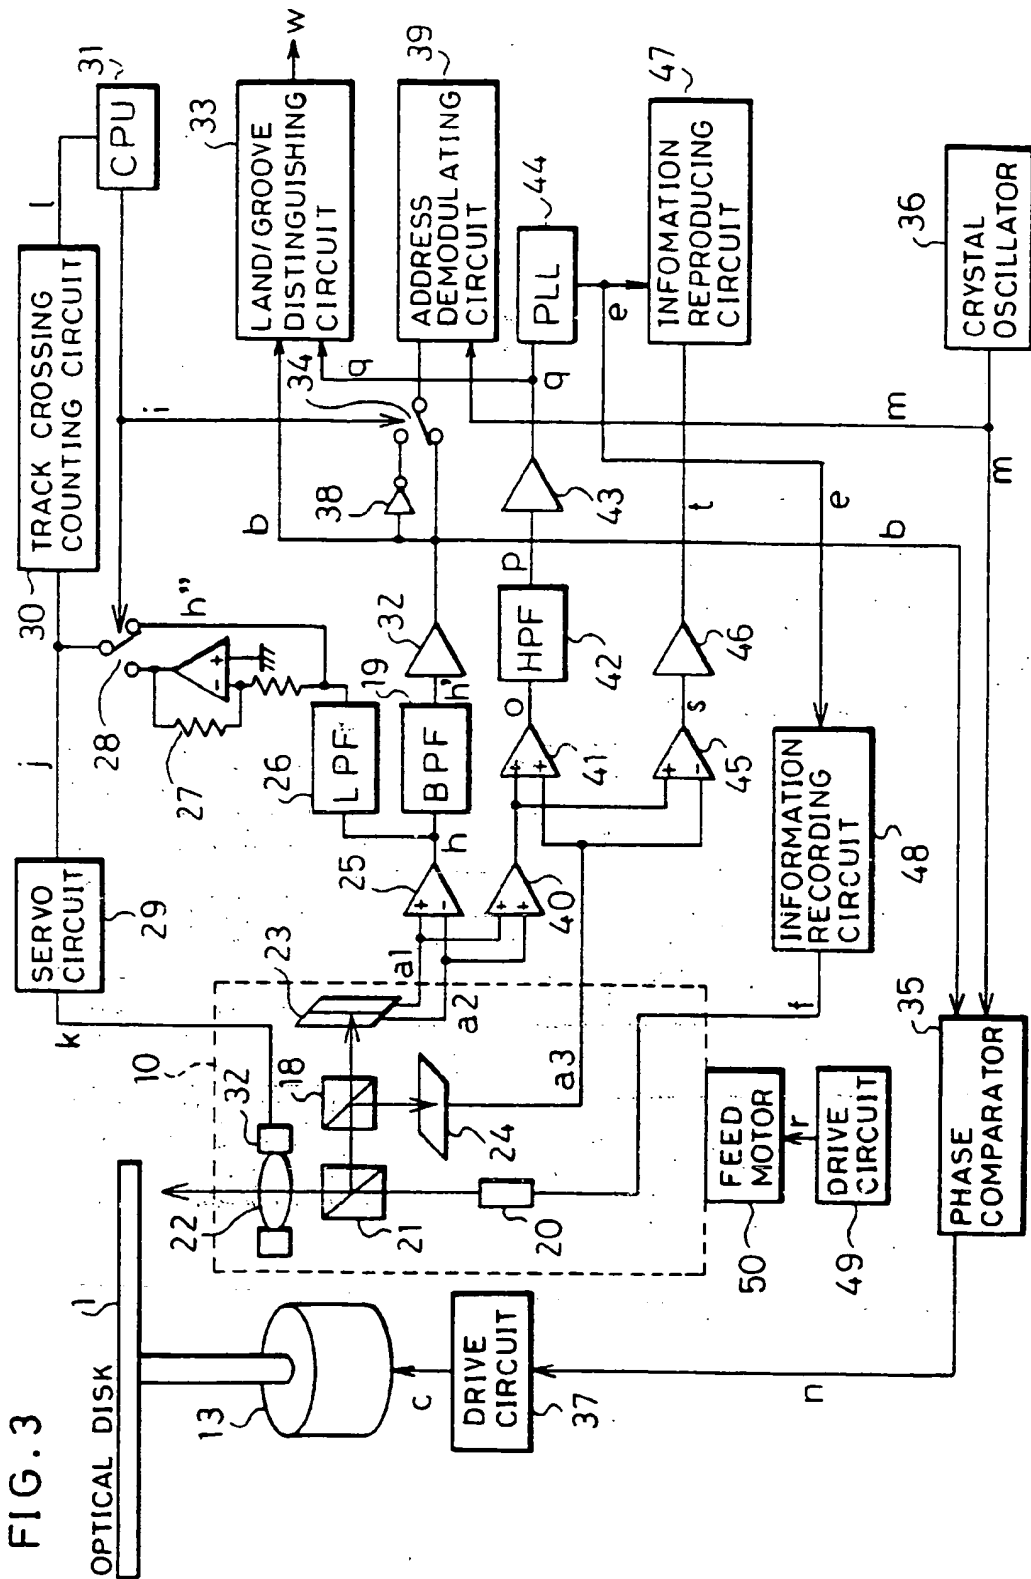 FIG.3
OPTICAL DISK
1
13
c
DRIVE
CIRCUIT
37
n
k
SERVO
CIRCUIT
29
j
30
TRACK CROSSING
COUNTING CIRCUIT
l
CPU
31
10
22
32
21
18
20
23
24
a1
a2
a3
f
FEED
MOTOR
50
r
DRIVE
CIRCUIT
49
28
27
h"
i
LPF
26
25
+
-
h
BPF
19
h'
32
b
38
34
LAND/GROOVE
DISTINGUISHING
CIRCUIT
33
w
q
ADDRESS
DEMODULATING
CIRCUIT
39
40
+
+
41
+
+
o
HPF
42
p
43
q
PLL
44
e
45
+
-
s
46
t
INFOMATION
REPRODUCING
CIRCUIT
47
INFORMATION
RECORDING
CIRCUIT
48
e
b
m
m
CRYSTAL
OSCILLATOR
36
PHASE
COMPARATOR
35
-
+